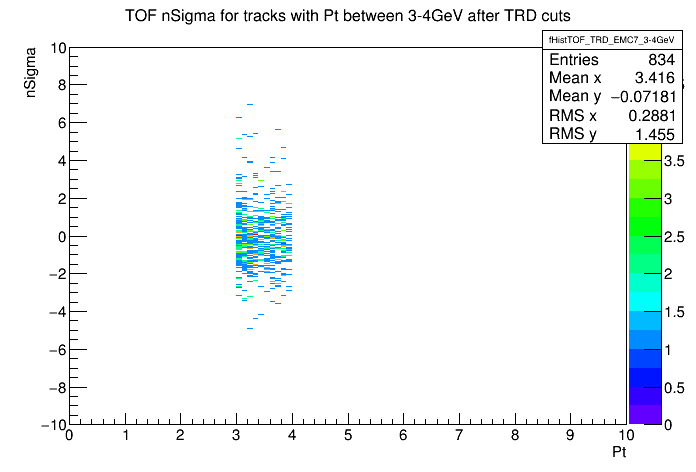 TOF nSigma for tracks with Pt between 3-4GeV after TRD cuts
fHistTOF_TRD_EMC7_3-4GeV
Entries 834
Mean x 3.416
Mean y −0.07181
RMS x 0.2881
RMS y 1.455
nSigma
10
8
6
4
2
0
−2
−4
−6
−8
−10
0 1 2 3 4 5 6 7 8 9 10
Pt
3.5
3
2.5
2
1.5
1
0.5
0